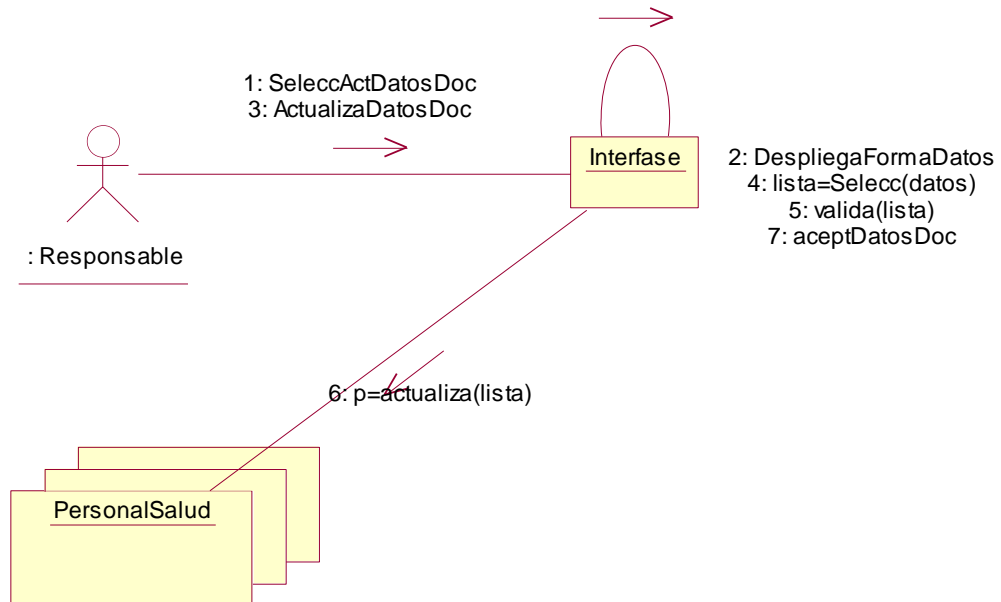 1: SeleccActDatosDoc
3: ActualizaDatosDoc
Interfase
2: DespliegaFormaDatos
4: lista=Selecc(datos)
5: valida(lista)
7: aceptDatosDoc
: Responsable
6: p=actualiza(lista)
PersonalSalud